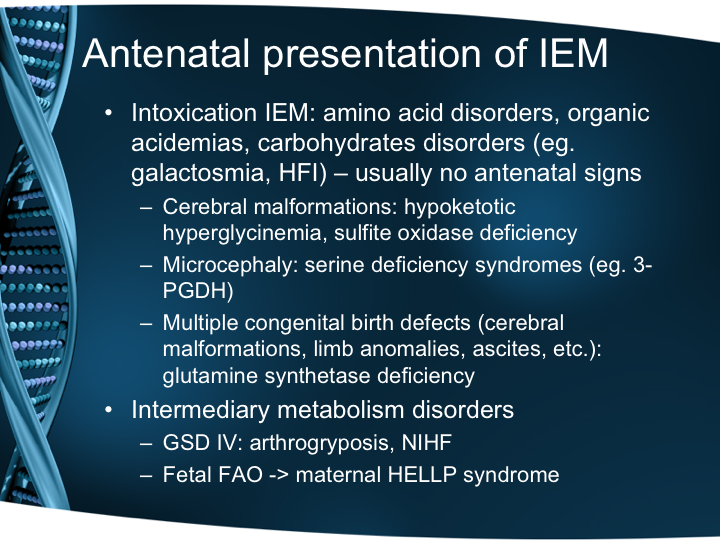 Antenatal presentation of IEM
• Intoxication IEM: amino acid disorders, organic
acidemias, carbohydrates disorders (eg.
galactosmia, HFI) – usually no antenatal signs
– Cerebral malformations: hypoketotic
hyperglycinemia, sulfite oxidase deficiency
– Microcephaly: serine deficiency syndromes (eg. 3-
PGDH)
– Multiple congenital birth defects (cerebral
malformations, limb anomalies, ascites, etc.):
glutamine synthetase deficiency
• Intermediary metabolism disorders
– GSD IV: arthrogryposis, NIHF
– Fetal FAO -> maternal HELLP syndrome